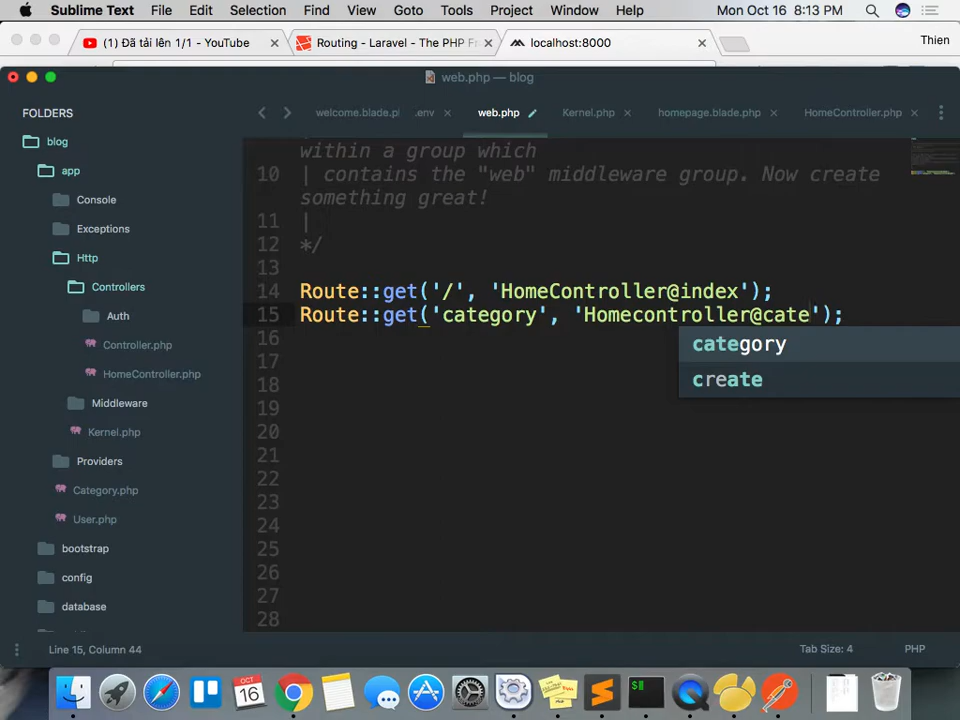 Sublime Text File Edit Selection Find View Goto Tools Project Window Help Mon Oct 16 8:13 PM
(1) Đã tải lên 1/1 - YouTube Routing - Laravel - The PHP Fr localhost:8000 Thien
web.php — blog
FOLDERS
welcome.blade.pl .env web.php Kernel.php homepage.blade.php HomeController.php
blog
app
Console
Exceptions
Http
Controllers
Auth
Controller.php
HomeController.php
Middleware
Kernel.php
Providers
Category.php
User.php
bootstrap
config
database
within a group which
10 | contains the "web" middleware group. Now create
something great!
11 |
12 */
13
14 Route::get('/', 'HomeController@index');
15 Route::get('category', 'Homecontroller@cate');
16
17
18
19
20
21
22
23
24
25
26
27
28
category
create
Line 15, Column 44 Tab Size: 4 PHP
OCT
16